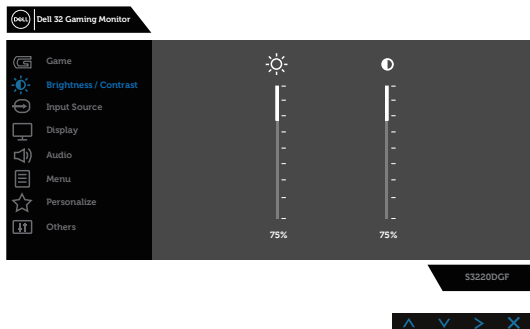 DELL Dell 32 Gaming Monitor
Game
Brightness / Contrast
Input Source
Display
Audio
Menu
Personalize
Others
75% 75%
S3220DGF